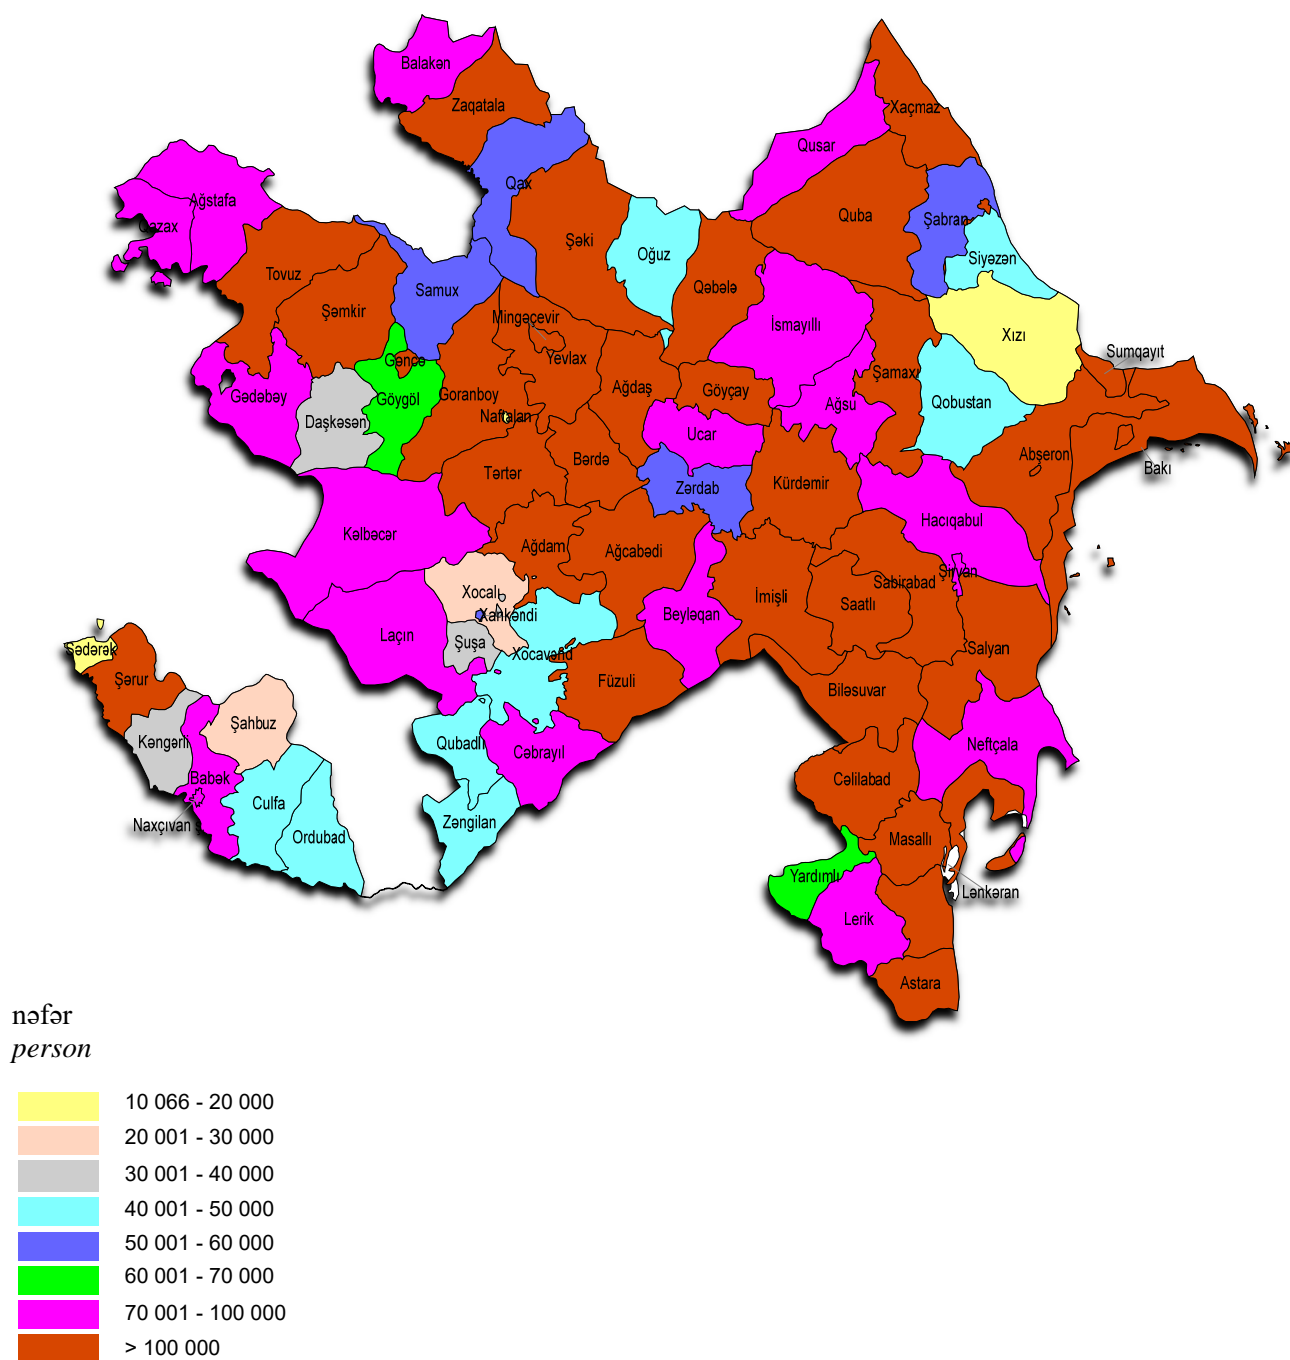 Balakən
Zaqatala
Xaçmaz
Qusar
Qax
Ağstafa
Qazax
Quba
Şabran
Şəki
Oğuz
Siyəzən
Tovuz
Qəbələ
Samux
Şəmkir
Mingəçevir
İsmayıllı
Xızı
Sumqayıt
Gəncə
Yevlax
Şamaxı
Gədəbəy
Göygöl
Goranboy
Ağdaş
Göyçay
Ağsu
Qobustan
Naftalan
Daşkəsən
Ucar
Abşeron
Bakı
Tərtər
Bərdə
Zərdab
Kürdəmir
Hacıqabul
Kəlbəcər
Ağdam
Ağcabədi
Şirvan
Sabirabad
Xocalı
İmişli
Saatlı
Xankəndi
Beyləqan
Laçın
Şuşa
Xocavənd
Salyan
Sədərək
Şərur
Füzuli
Biləsuvar
Şahbuz
Kəngərli
Qubadlı
Cəbrayıl
Neftçala
Babək
Cəlilabad
Culfa
Naxçıvan ş
Ordubad
Zəngilan
Masallı
Yardımlı
Lənkəran
Lerik
Astara
nəfər
person
10 066 - 20 000
20 001 - 30 000
30 001 - 40 000
40 001 - 50 000
50 001 - 60 000
60 001 - 70 000
70 001 - 100 000
> 100 000